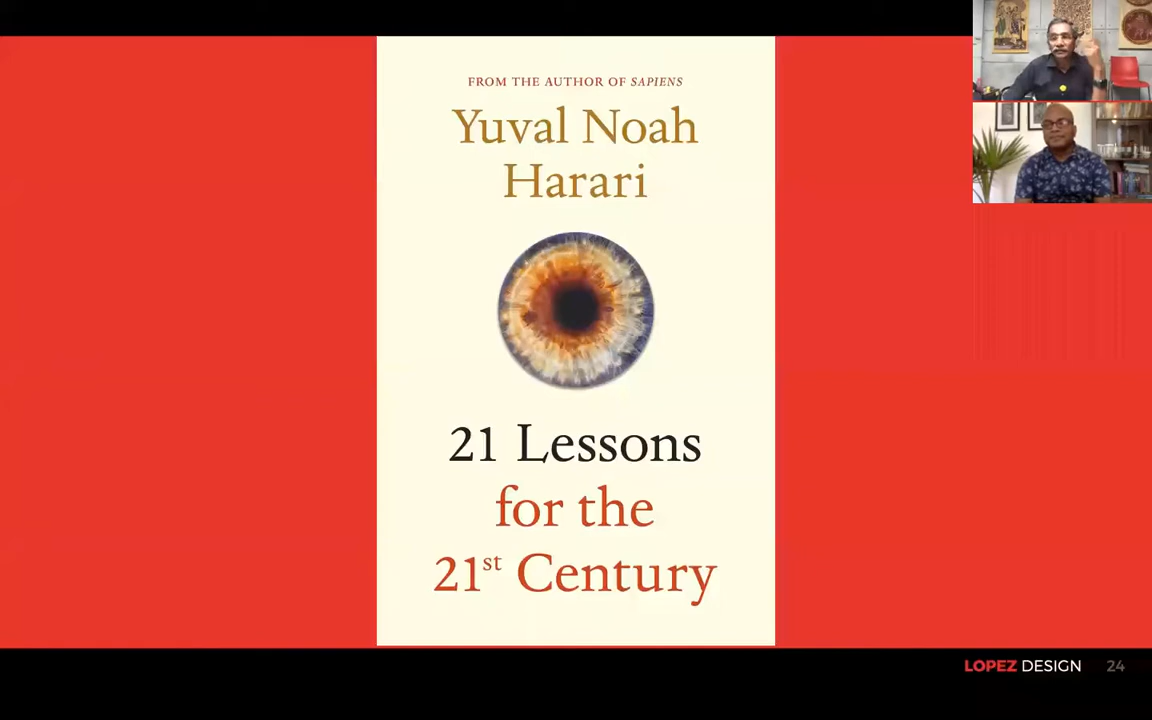 FROM THE AUTHOR OF SAPIENS
Yuval Noah
Harari
21 Lessons
for the
21st Century
LOPEZ DESIGN 24